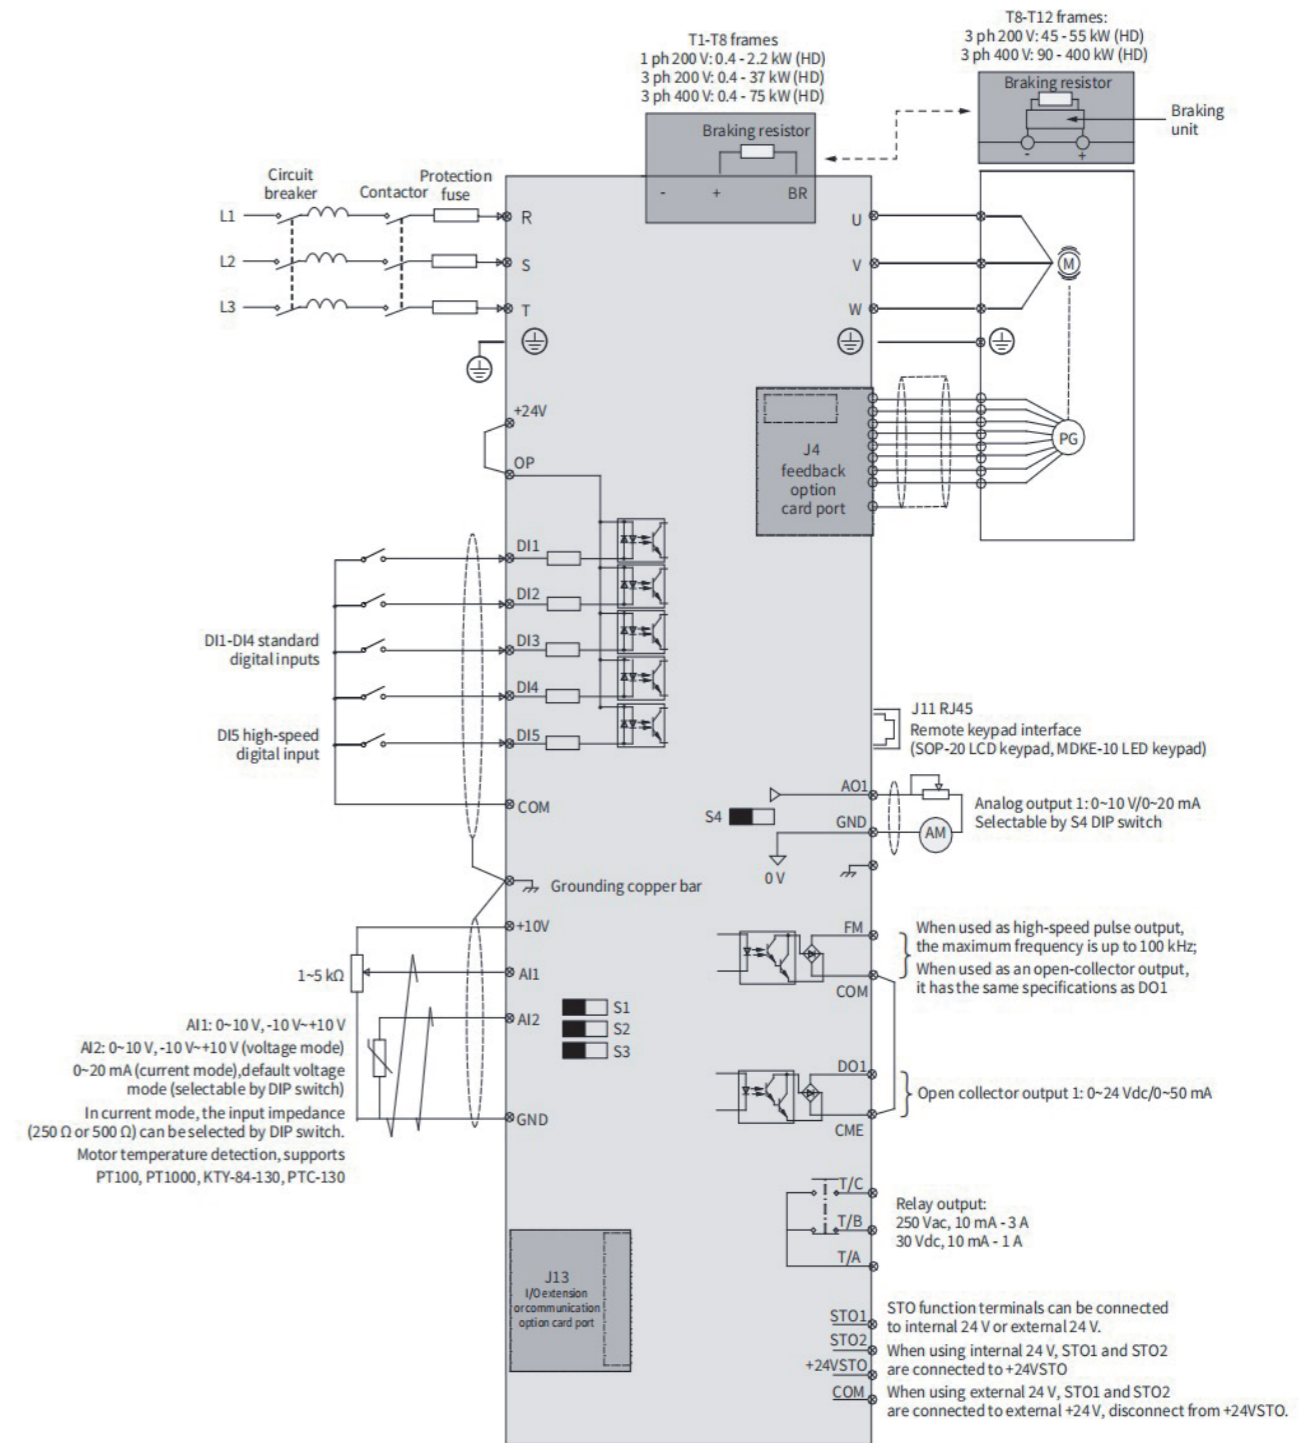 T8-T12 frames:
3 ph 200 V: 45 - 55 kW (HD)
3 ph 400 V: 90 - 400 kW (HD)
T1-T8 frames
1 ph 200 V: 0.4 - 2.2 kW (HD)
3 ph 200 V: 0.4 - 37 kW (HD)
3 ph 400 V: 0.4 - 75 kW (HD)
Braking resistor
- +
Braking
unit
Braking resistor
- + BR
Circuit
breaker
Contactor
Protection
fuse
L1
R
L2
S
L3
T
U
V
W
M
+24V
OP
J4
feedback
option
card port
PG
DI1
DI2
DI3
DI4
DI5
DI1-DI4 standard
digital inputs
DI5 high-speed
digital input
COM
J11 RJ45
Remote keypad interface
(SOP-20 LCD keypad, MDKE-10 LED keypad)
AO1
S4
GND
AM
0 V
Analog output 1: 0~10 V/0~20 mA
Selectable by S4 DIP switch
Grounding copper bar
+10V
1~5 kΩ
AI1
AI2
S1
S2
S3
GND
AI1: 0~10 V, -10 V~+10 V
AI2: 0~10 V, -10 V~+10 V (voltage mode)
0~20 mA (current mode),default voltage
mode (selectable by DIP switch)
In current mode, the input impedance
(250 Ω or 500 Ω) can be selected by DIP switch.
Motor temperature detection, supports
PT100, PT1000, KTY-84-130, PTC-130
FM
COM
When used as high-speed pulse output,
the maximum frequency is up to 100 kHz;
When used as an open-collector output,
it has the same specifications as DO1
DO1
CME
Open collector output 1: 0~24 Vdc/0~50 mA
T/C
T/B
T/A
Relay output:
250 Vac, 10 mA - 3 A
30 Vdc, 10 mA - 1 A
J13
I/O extension
or communication
option card port
STO1
STO2
+24VSTO
COM
STO function terminals can be connected
to internal 24 V or external 24 V.
When using internal 24 V, STO1 and STO2
are connected to +24VSTO
When using external 24 V, STO1 and STO2
are connected to external +24 V, disconnect from +24VSTO.